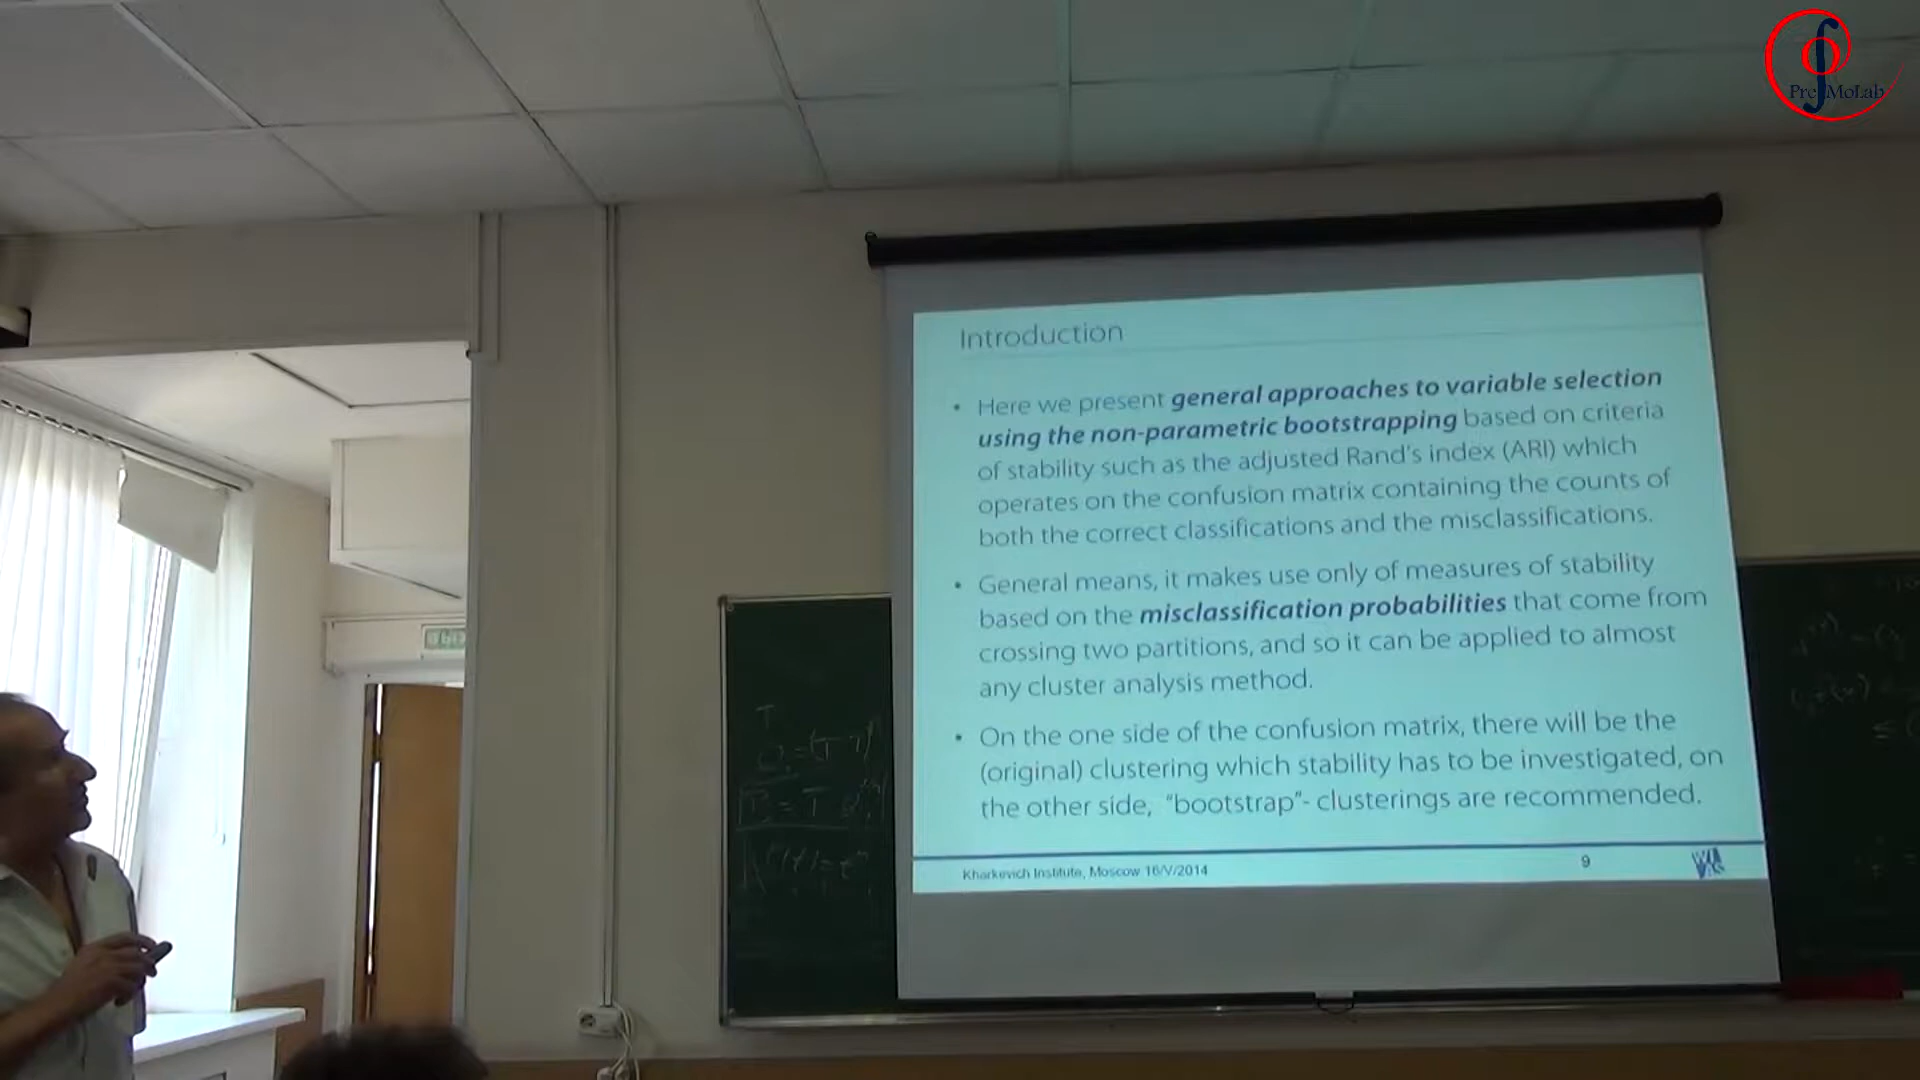 PreMoLab
Introduction
• Here we present general approaches to variable selection
using the non-parametric bootstrapping based on criteria
of stability such as the adjusted Rand's index (ARI) which
operates on the confusion matrix containing the counts of
both the correct classifications and the misclassifications.
• General means, it makes use only of measures of stability
based on the misclassification probabilities that come from
crossing two partitions, and so it can be applied to almost
any cluster analysis method.
• On the one side of the confusion matrix, there will be the
(original) clustering which stability has to be investigated, on
the other side, “bootstrap”- clusterings are recommended.
Kharkevich Institute, Moscow 16/V/2014
9